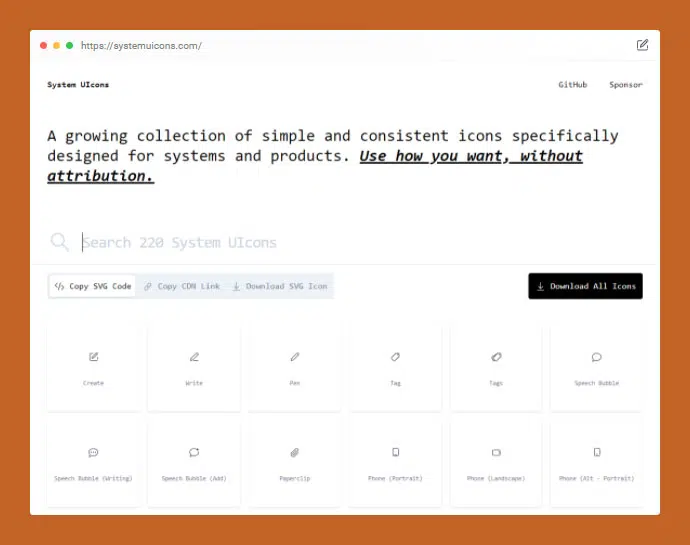 https://systemuicons.com/
System UIcons
GitHub Sponsor
A growing collection of simple and consistent icons specifically
designed for systems and products. Use how you want, without
attribution.
Search 220 System UIcons
</> Copy SVG Code Copy CDN Link Download SVG Icon Download All Icons
Create Write Pen Tag Tags Speech Bubble
Speech Bubble (Writing) Speech Bubble (Add) Paperclip Phone (Portrait) Phone (Landscape) Phone (Alt - Portrait)